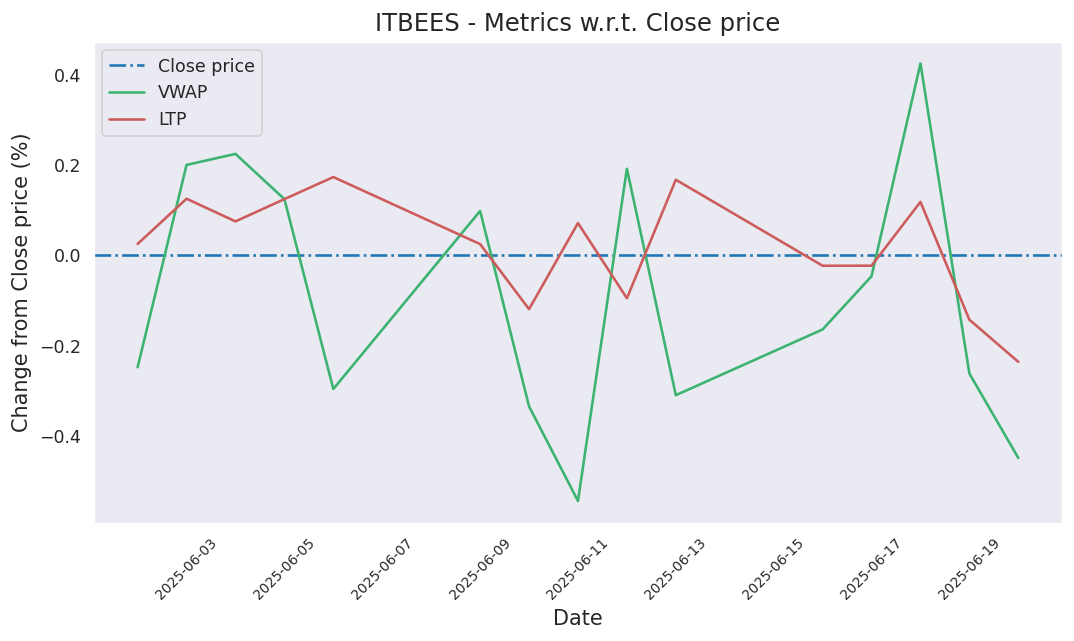 ITBEES - Metrics w.r.t. Close price
Close price
VWAP
LTP
Change from Close price (%)
0.4
0.2
0.0
−0.2
−0.4
2025-06-03
2025-06-05
2025-06-07
2025-06-09
2025-06-11
2025-06-13
2025-06-15
2025-06-17
2025-06-19
Date